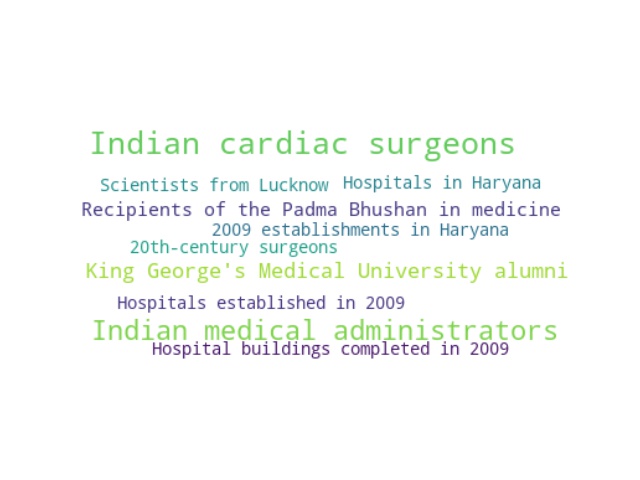 Indian cardiac surgeons
Scientists from Lucknow
Hospitals in Haryana
Recipients of the Padma Bhushan in medicine
2009 establishments in Haryana
20th-century surgeons
King George's Medical University alumni
Hospitals established in 2009
Indian medical administrators
Hospital buildings completed in 2009